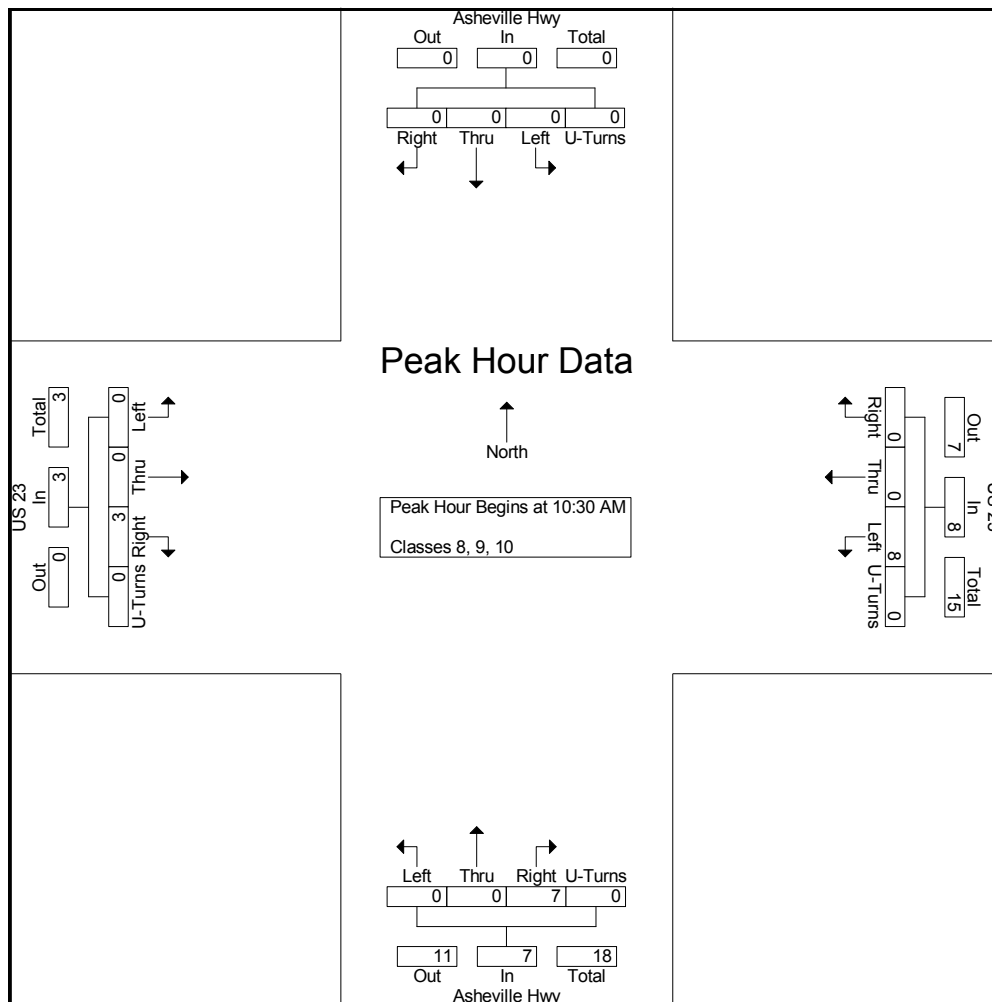 Asheville Hwy
Out In Total
0 0 0
0 0 0 0
Right Thru Left U-Turns
Peak Hour Data
North
Peak Hour Begins at 10:30 AM
Classes 8, 9, 10
US 23
Total In Out
3 3 0
0 0 3 0
Left Thru Right U-Turns
Right Thru Left U-Turns
0 0 8 0
Out In Total
7 8 15
Left Thru Right U-Turns
0 0 7 0
11 7 18
Out In Total
Asheville Hwy